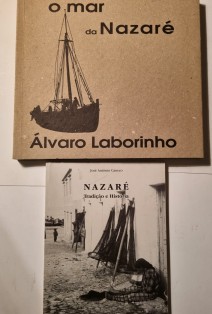 o mar
da Nazaré
Álvaro Laborinho
NAZARÉ
Tradição e História